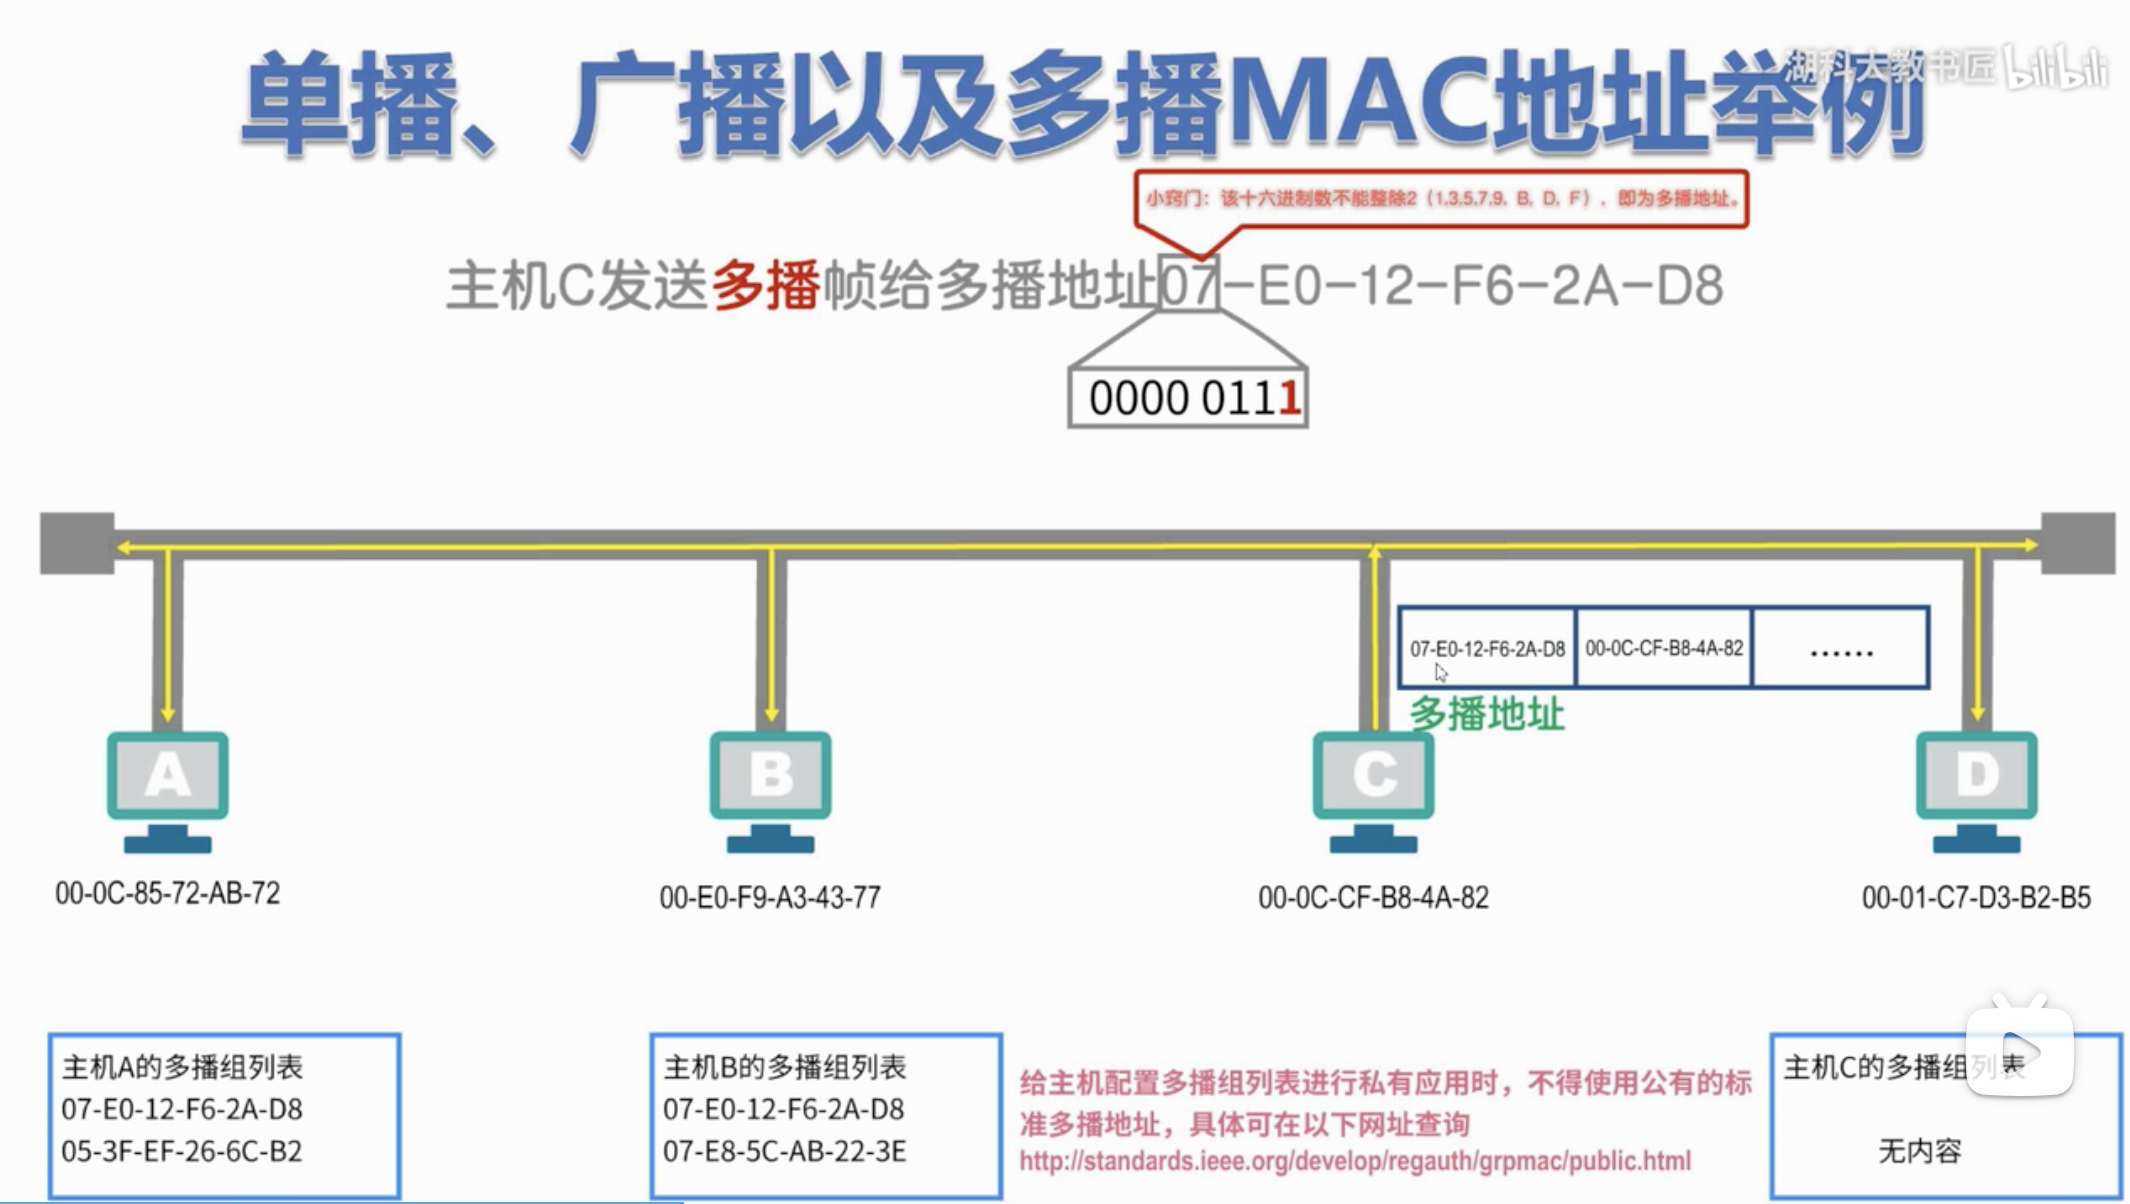 单播、广播以及多播MAC地址举例
湖科大教书匠 bilibili
小窍门：该十六进制数不能整除2（1,3,5,7,9，B，D，F），即为多播地址。
主机C发送多播帧给多播地址07-E0-12-F6-2A-D8
0000 0111
07-E0-12-F6-2A-D8 00-0C-CF-B8-4A-82 ......
多播地址
A B C D
00-0C-85-72-AB-72 00-E0-F9-A3-43-77 00-0C-CF-B8-4A-82 00-01-C7-D3-B2-B5
主机A的多播组列表
07-E0-12-F6-2A-D8
05-3F-EF-26-6C-B2
主机B的多播组列表
07-E0-12-F6-2A-D8
07-E8-5C-AB-22-3E
给主机配置多播组列表进行私有应用时，不得使用公有的标
准多播地址，具体可在以下网址查询
http://standards.ieee.org/develop/regauth/grpmac/public.html
主机C的多播组列表
无内容